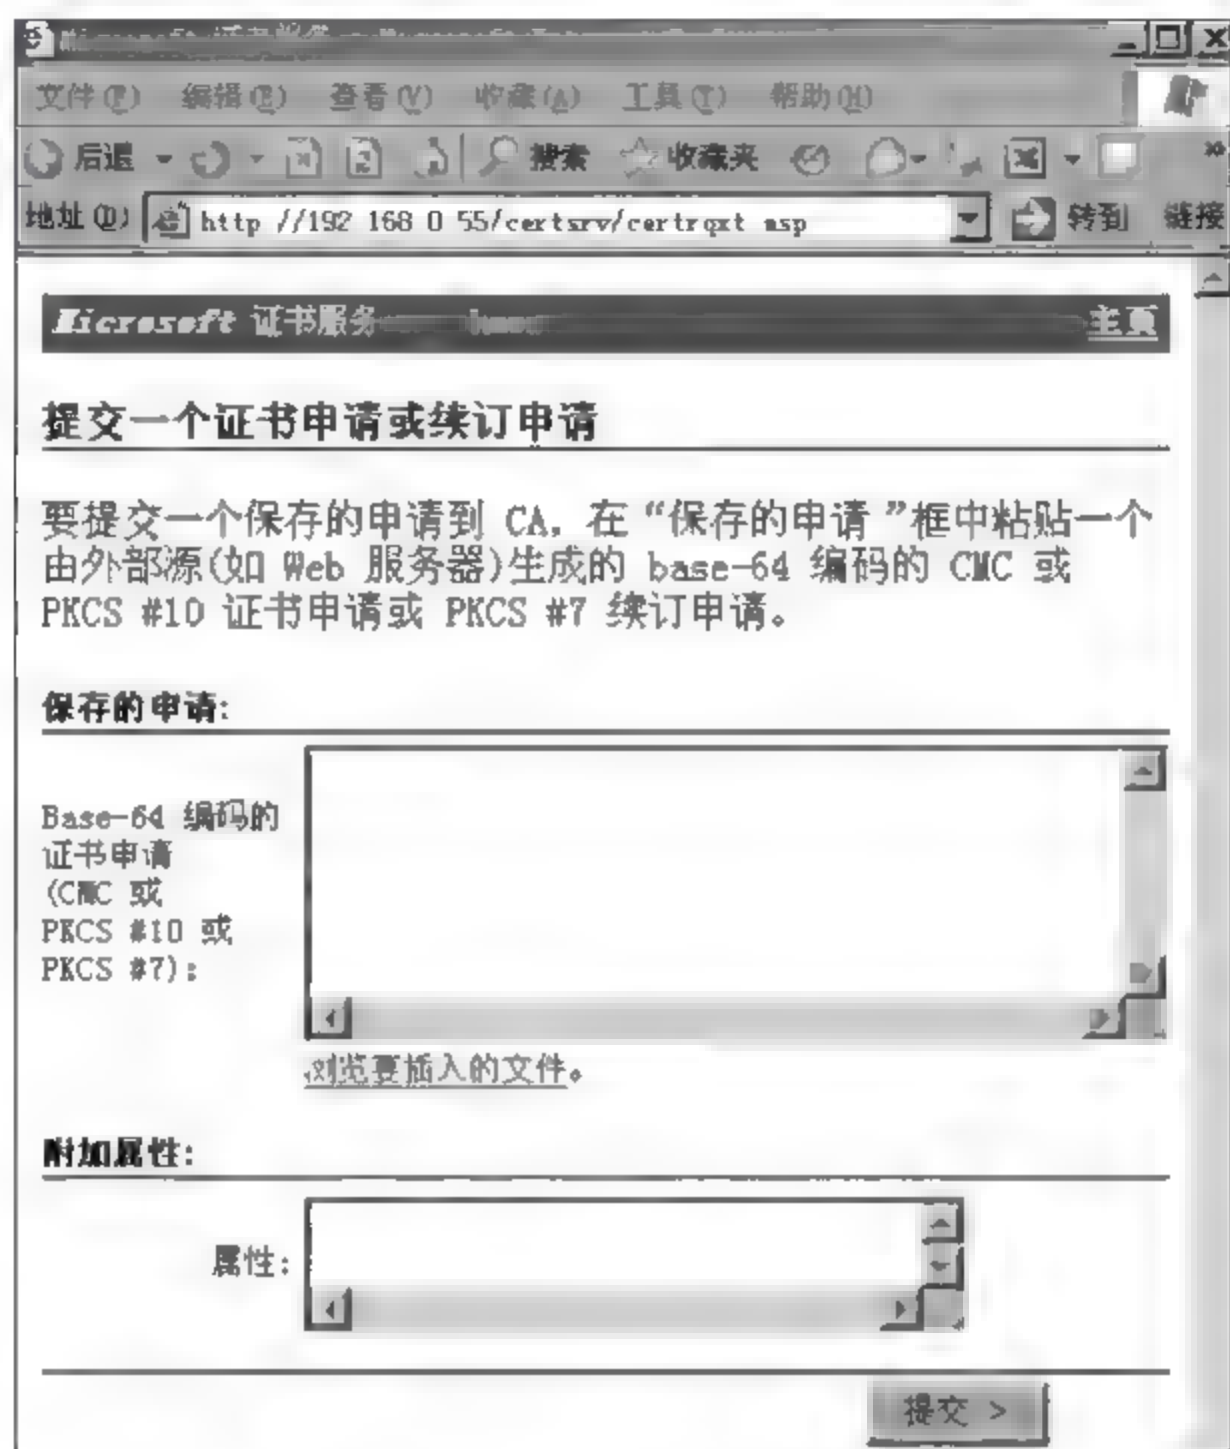 文件(F) 编辑(E) 查看(V) 收藏(A) 工具(T) 帮助(H)
后退 搜索 收藏夹
地址(D) http //192 168 0 55/certsrv/certrqxt asp 转到 链接
Microsoft 证书服务 主页
提交一个证书申请或续订申请
要提交一个保存的申请到 CA，在“保存的申请”框中粘贴一个
由外部源(如 Web 服务器)生成的 base-64 编码的 CMC 或
PKCS #10 证书申请或 PKCS #7 续订申请。
保存的申请:
Base-64 编码的
证书申请
(CMC 或
PKCS #10 或
PKCS #7):
浏览要插入的文件。
附加属性:
属性:
提交 >